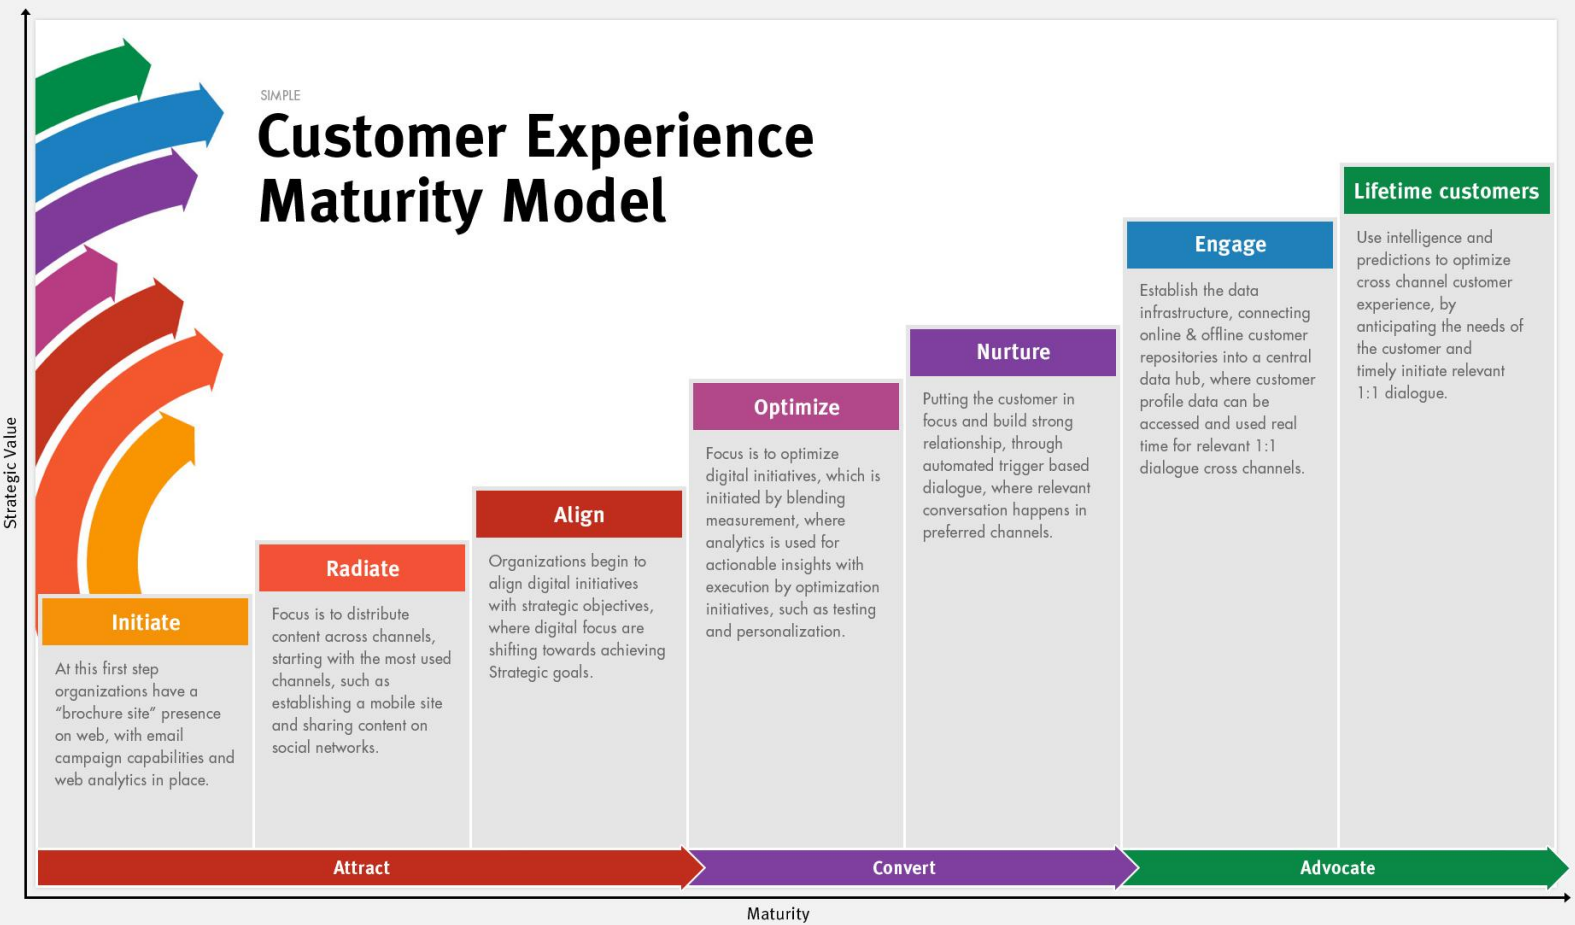 SIMPLE
Customer Experience
Maturity Model
Strategic Value
Initiate
At this first step
organizations have a
“brochure site” presence
on web, with email
campaign capabilities and
web analytics in place.
Radiate
Focus is to distribute
content across channels,
starting with the most used
channels, such as
establishing a mobile site
and sharing content on
social networks.
Align
Organizations begin to
align digital initiatives
with strategic objectives,
where digital focus are
shifting towards achieving
Strategic goals.
Optimize
Focus is to optimize
digital initiatives, which is
initiated by blending
measurement, where
analytics is used for
actionable insights with
execution by optimization
initiatives, such as testing
and personalization.
Nurture
Putting the customer in
focus and build strong
relationship, through
automated trigger based
dialogue, where relevant
conversation happens in
preferred channels.
Engage
Establish the data
infrastructure, connecting
online & offline customer
repositories into a central
data hub, where customer
profile data can be
accessed and used real
time for relevant 1:1
dialogue cross channels.
Lifetime customers
Use intelligence and
predictions to optimize
cross channel customer
experience, by
anticipating the needs of
the customer and
timely initiate relevant
1:1 dialogue.
Attract
Convert
Advocate
Maturity